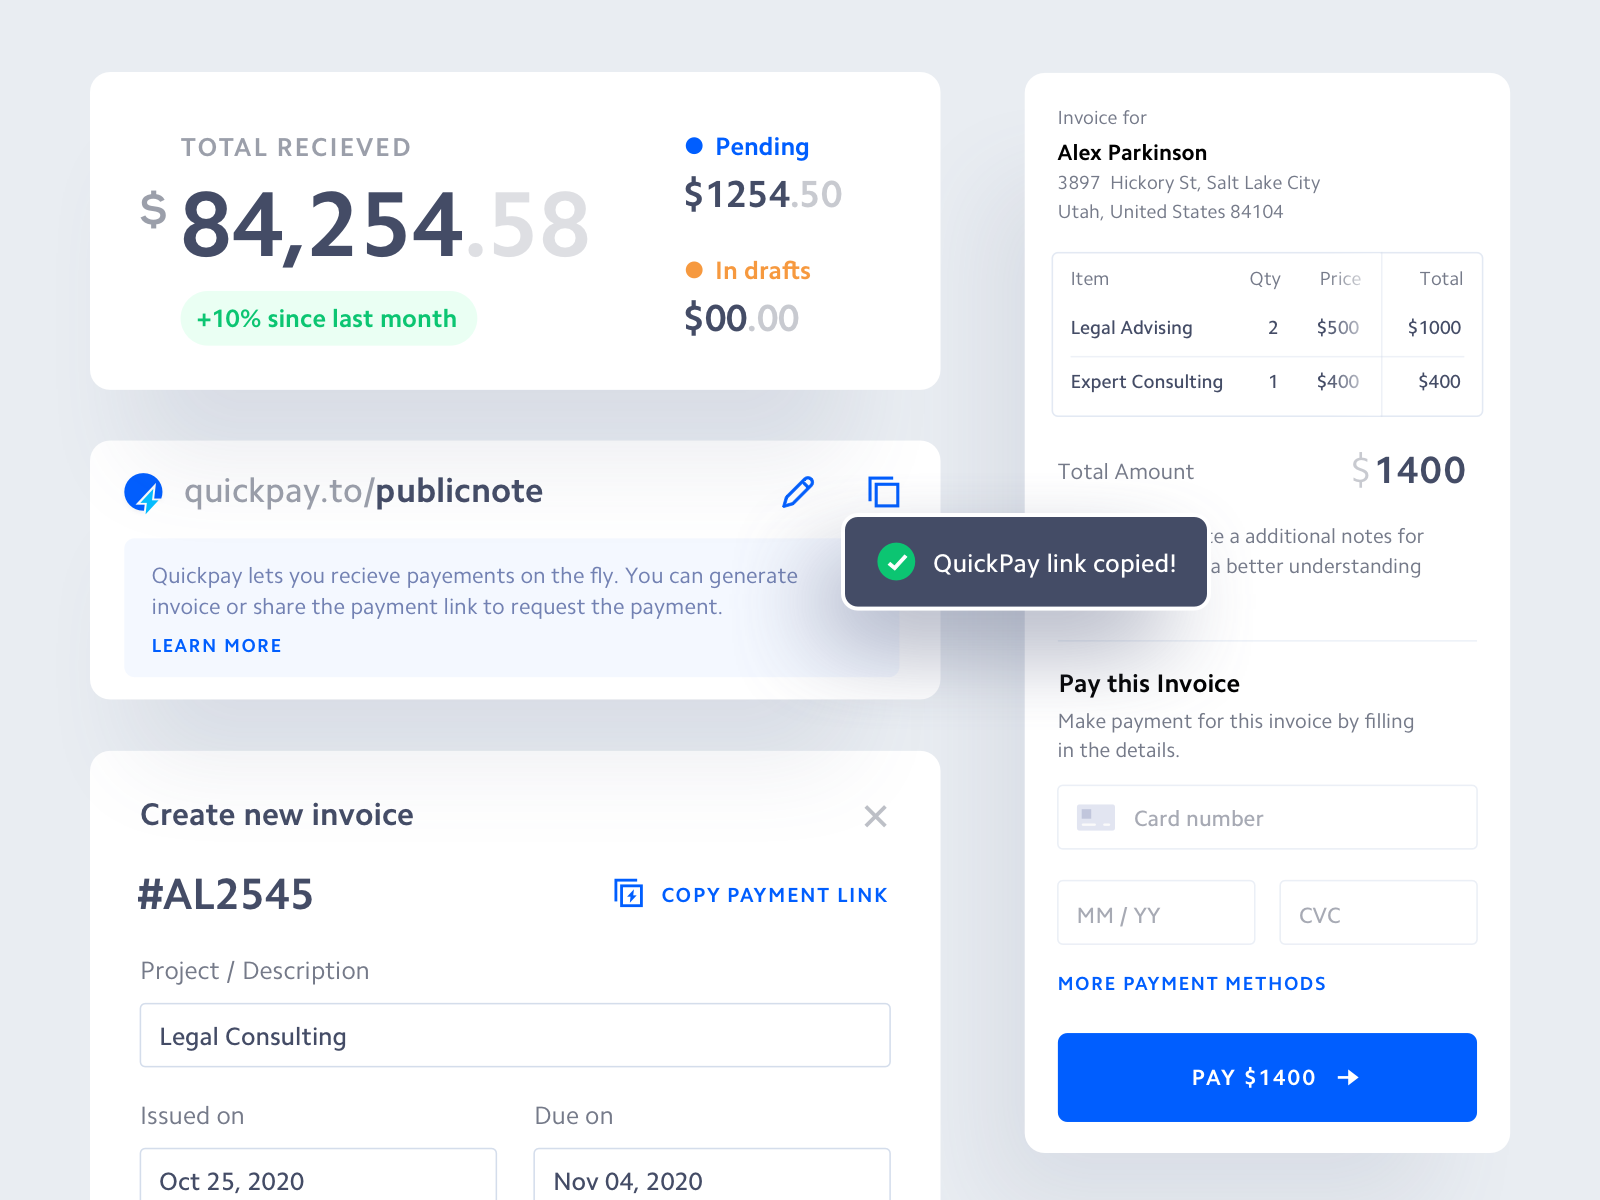 TOTAL RECIEVED
$84,254.58
+10% since last month
Pending
$1254.50
In drafts
$00.00
quickpay.to/publicnote
Quickpay lets you recieve payements on the fly. You can generate
invoice or share the payment link to request the payment.
LEARN MORE
QuickPay link copied!
Create new invoice
#AL2545
COPY PAYMENT LINK
Project / Description
Legal Consulting
Issued on Due on
Oct 25, 2020 Nov 04, 2020
Invoice for
Alex Parkinson
3897 Hickory St, Salt Lake City
Utah, United States 84104
Item Qty Price Total
Legal Advising 2 $500 $1000
Expert Consulting 1 $400 $400
Total Amount $1400
a additional notes for
a better understanding
Pay this Invoice
Make payment for this invoice by filling
in the details.
Card number
MM / YY CVC
MORE PAYMENT METHODS
PAY $1400